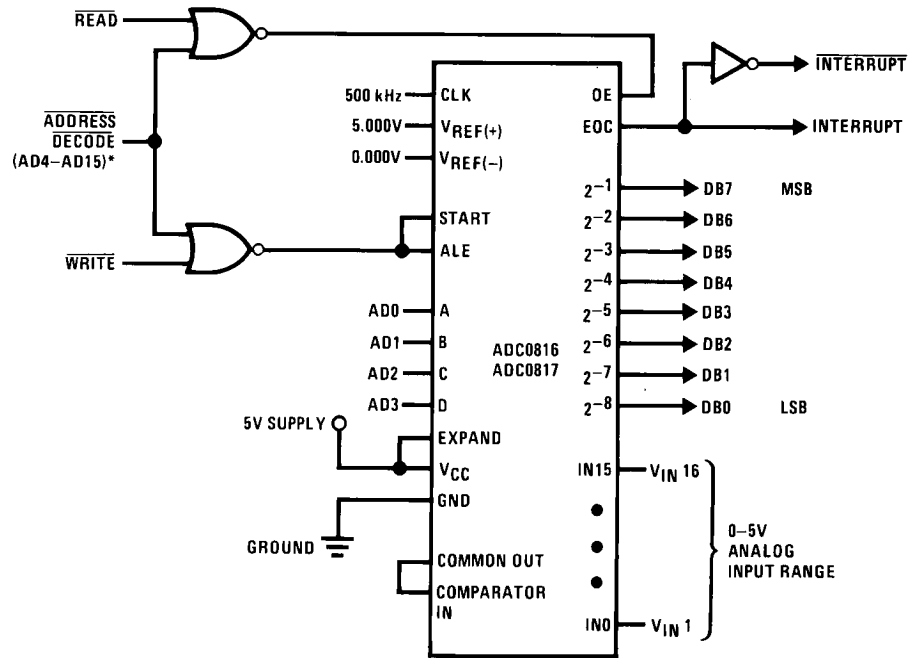 READ
ADDRESS
DECODE
(AD4–AD15)*
WRITE
500 kHz
CLK
5.000V
VREF(+)
0.000V
VREF(−)
START
ALE
AD0
A
AD1
B
AD2
C
AD3
D
5V SUPPLY
EXPAND
VCC
GND
GROUND
COMMON OUT
COMPARATOR
IN
ADC0816
ADC0817
OE
EOC
INTERRUPT
INTERRUPT
2−1 DB7 MSB
2−2 DB6
2−3 DB5
2−4 DB4
2−5 DB3
2−6 DB2
2−7 DB1
2−8 DB0 LSB
IN15 VIN 16
0–5V
ANALOG
INPUT RANGE
IN0 VIN 1